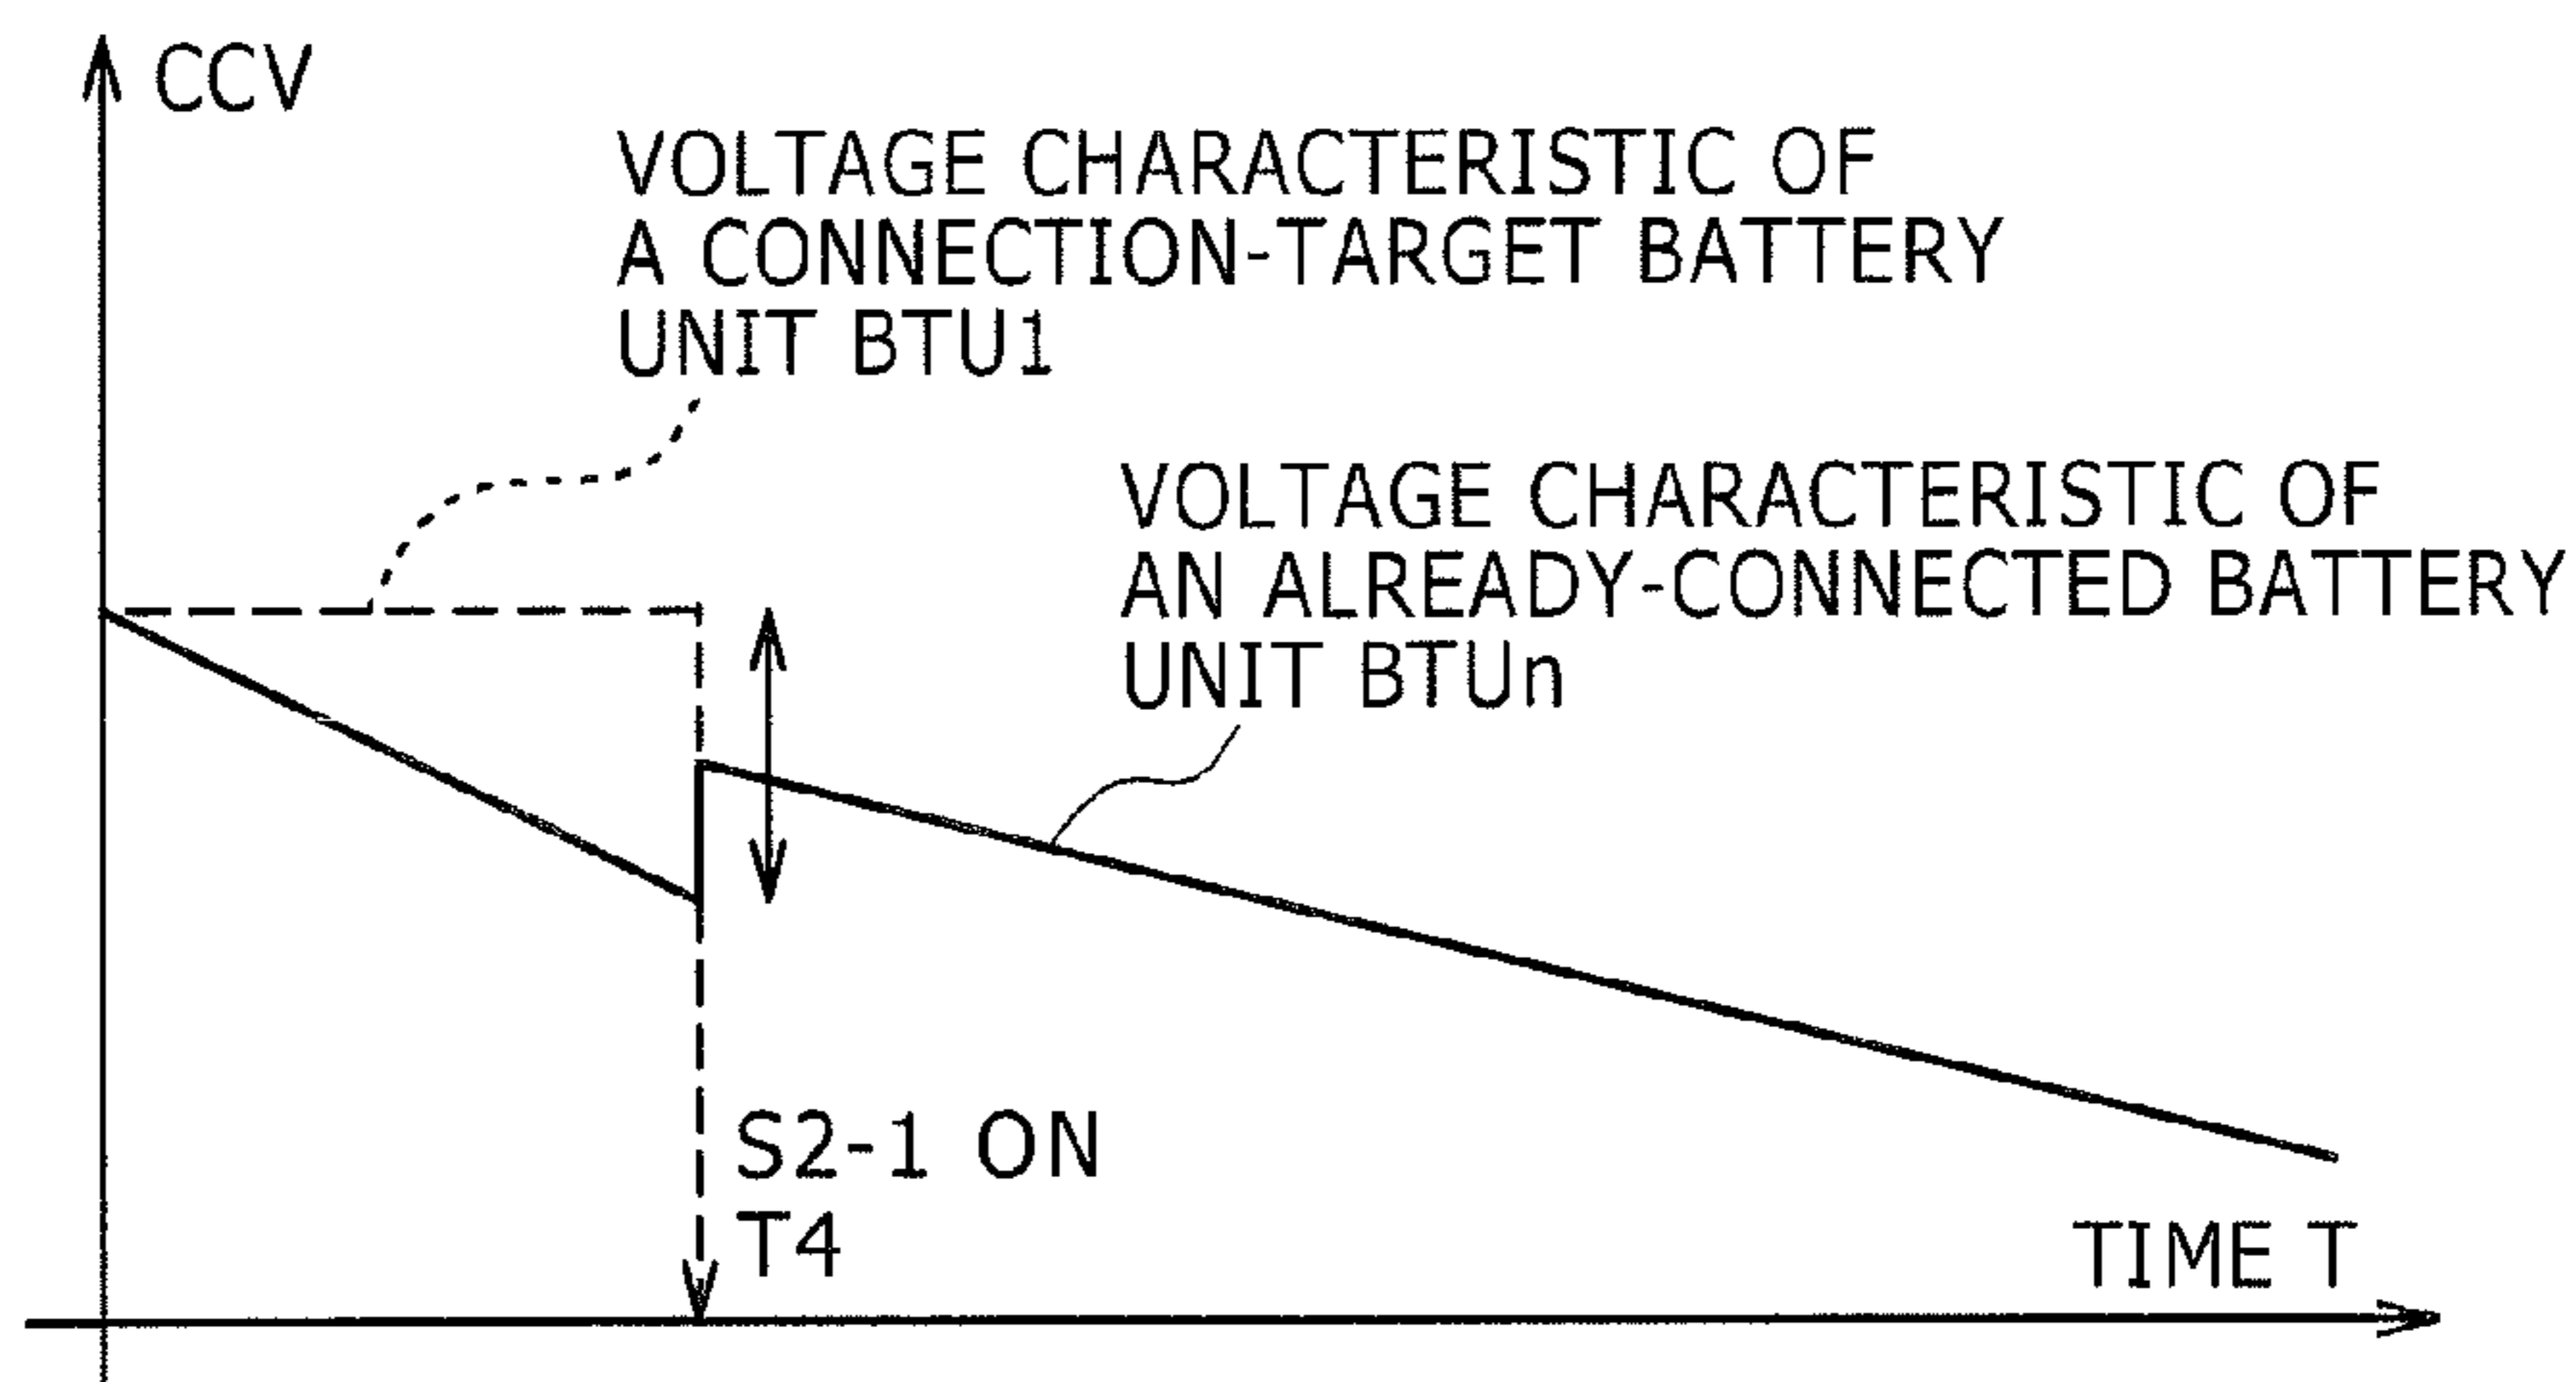 CCV
VOLTAGE CHARACTERISTIC OF
A CONNECTION-TARGET BATTERY
UNIT BTU1
VOLTAGE CHARACTERISTIC OF
AN ALREADY-CONNECTED BATTERY
UNIT BTUn
S2-1 ON
T4
TIME T